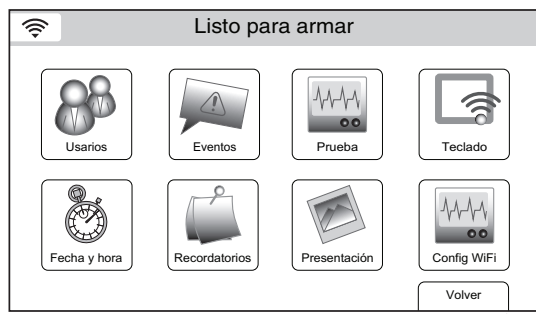 Listo para armar
Usarios
Eventos
Prueba
Teclado
Fecha y hora
Recordatorios
Presentación
Config WiFi
Volver